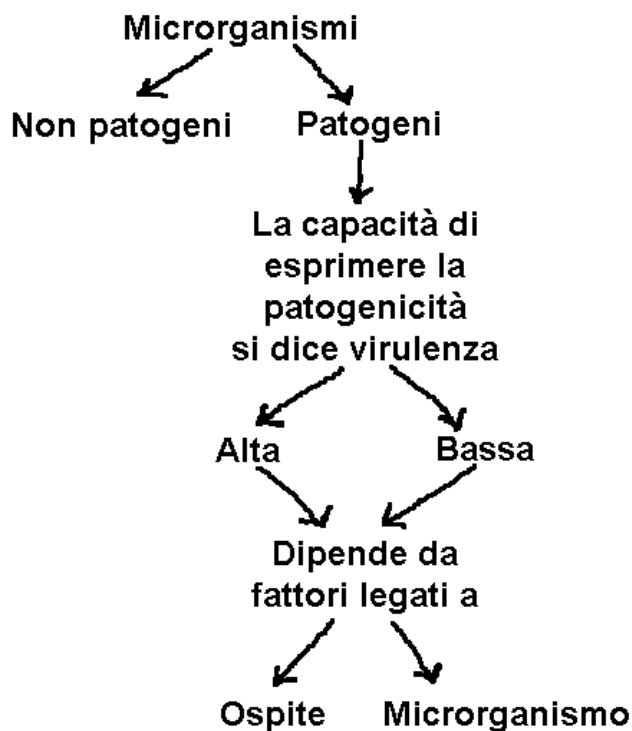 Microrganismi
Non patogeni
Patogeni
La capacità di
esprimere la
patogenicità
si dice virulenza
Alta
Bassa
Dipende da
fattori legati a
Ospite
Microrganismo